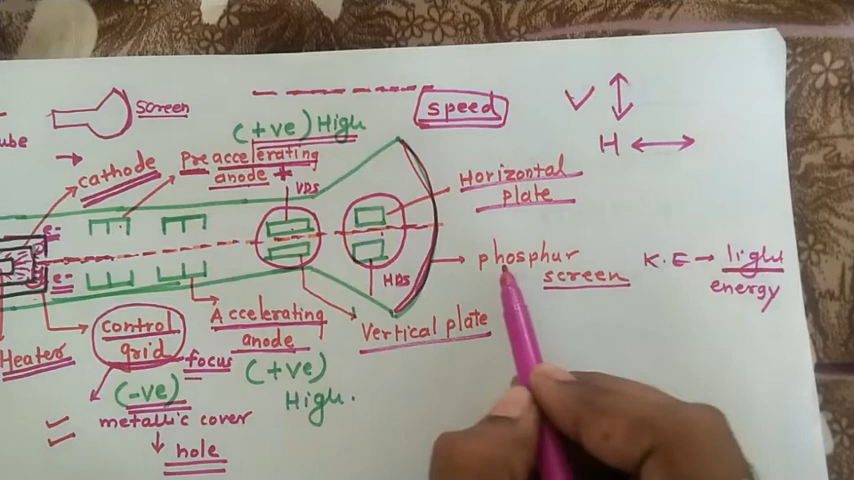 screen
speed
V
H
ube
(+ve) High
cathode
Pre accelerating
anode +
VDS
Horizontal
plate
e-
e-
phosphur
screen
K.E → light
energy
HDS
Heater
control
grid
focus
Accelerating
anode
(+ve)
High.
Vertical plate
(-ve)
metallic cover
hole